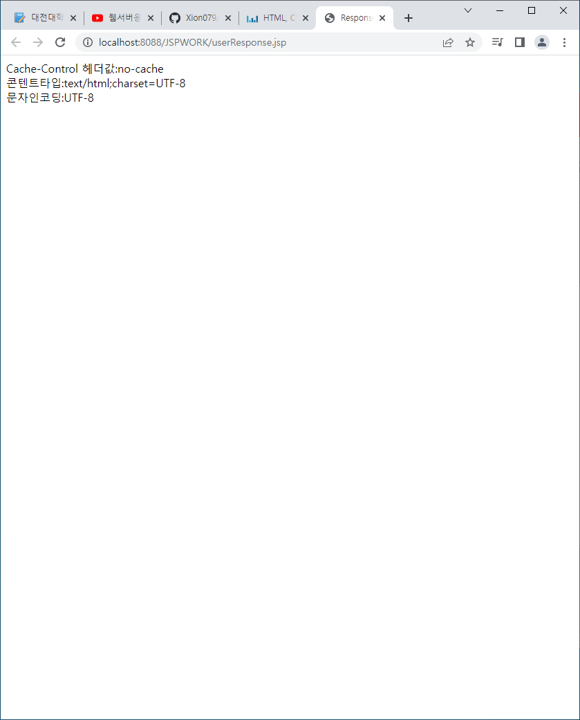 대전대학
웹서버응
Xion079
HTML, C
Respons
localhost:8088/JSPWORK/userResponse.jsp
Cache-Control 헤더값:no-cache
콘텐트타입:text/html;charset=UTF-8
문자인코딩:UTF-8